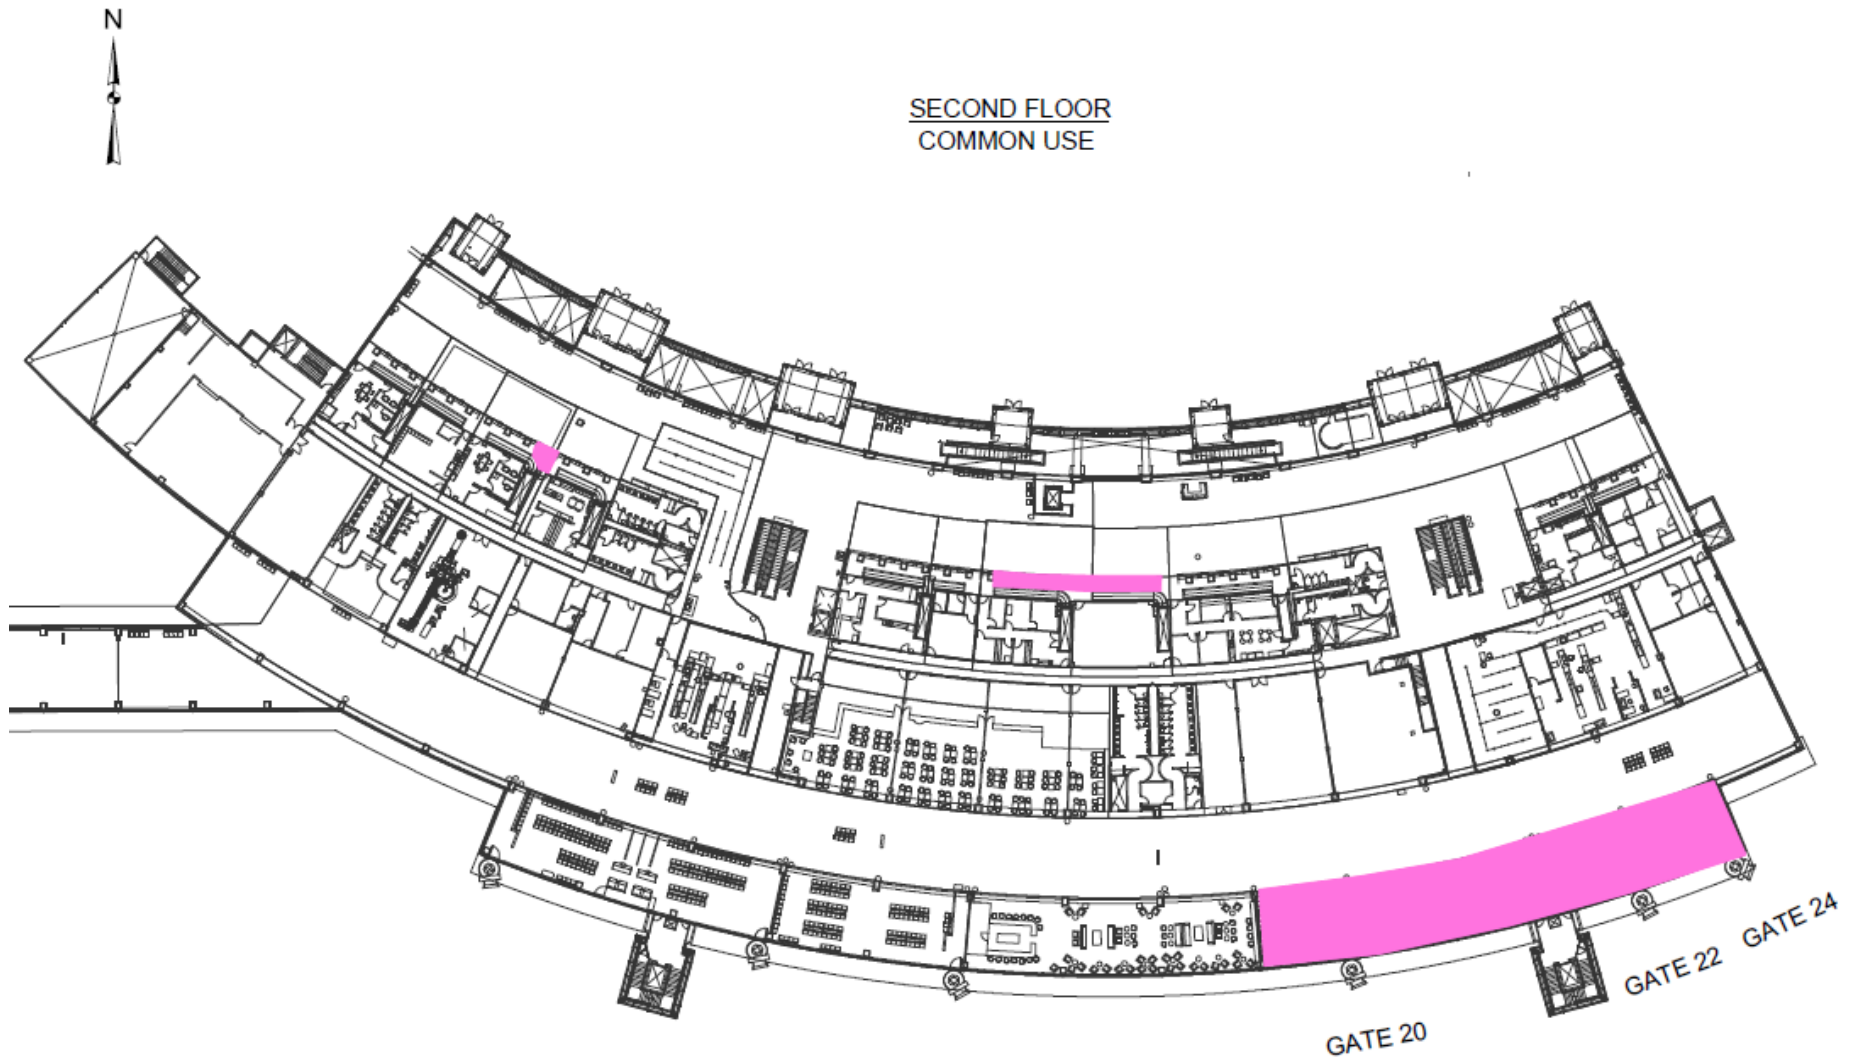 N
SECOND FLOOR
COMMON USE
GATE 24
GATE 22
GATE 20